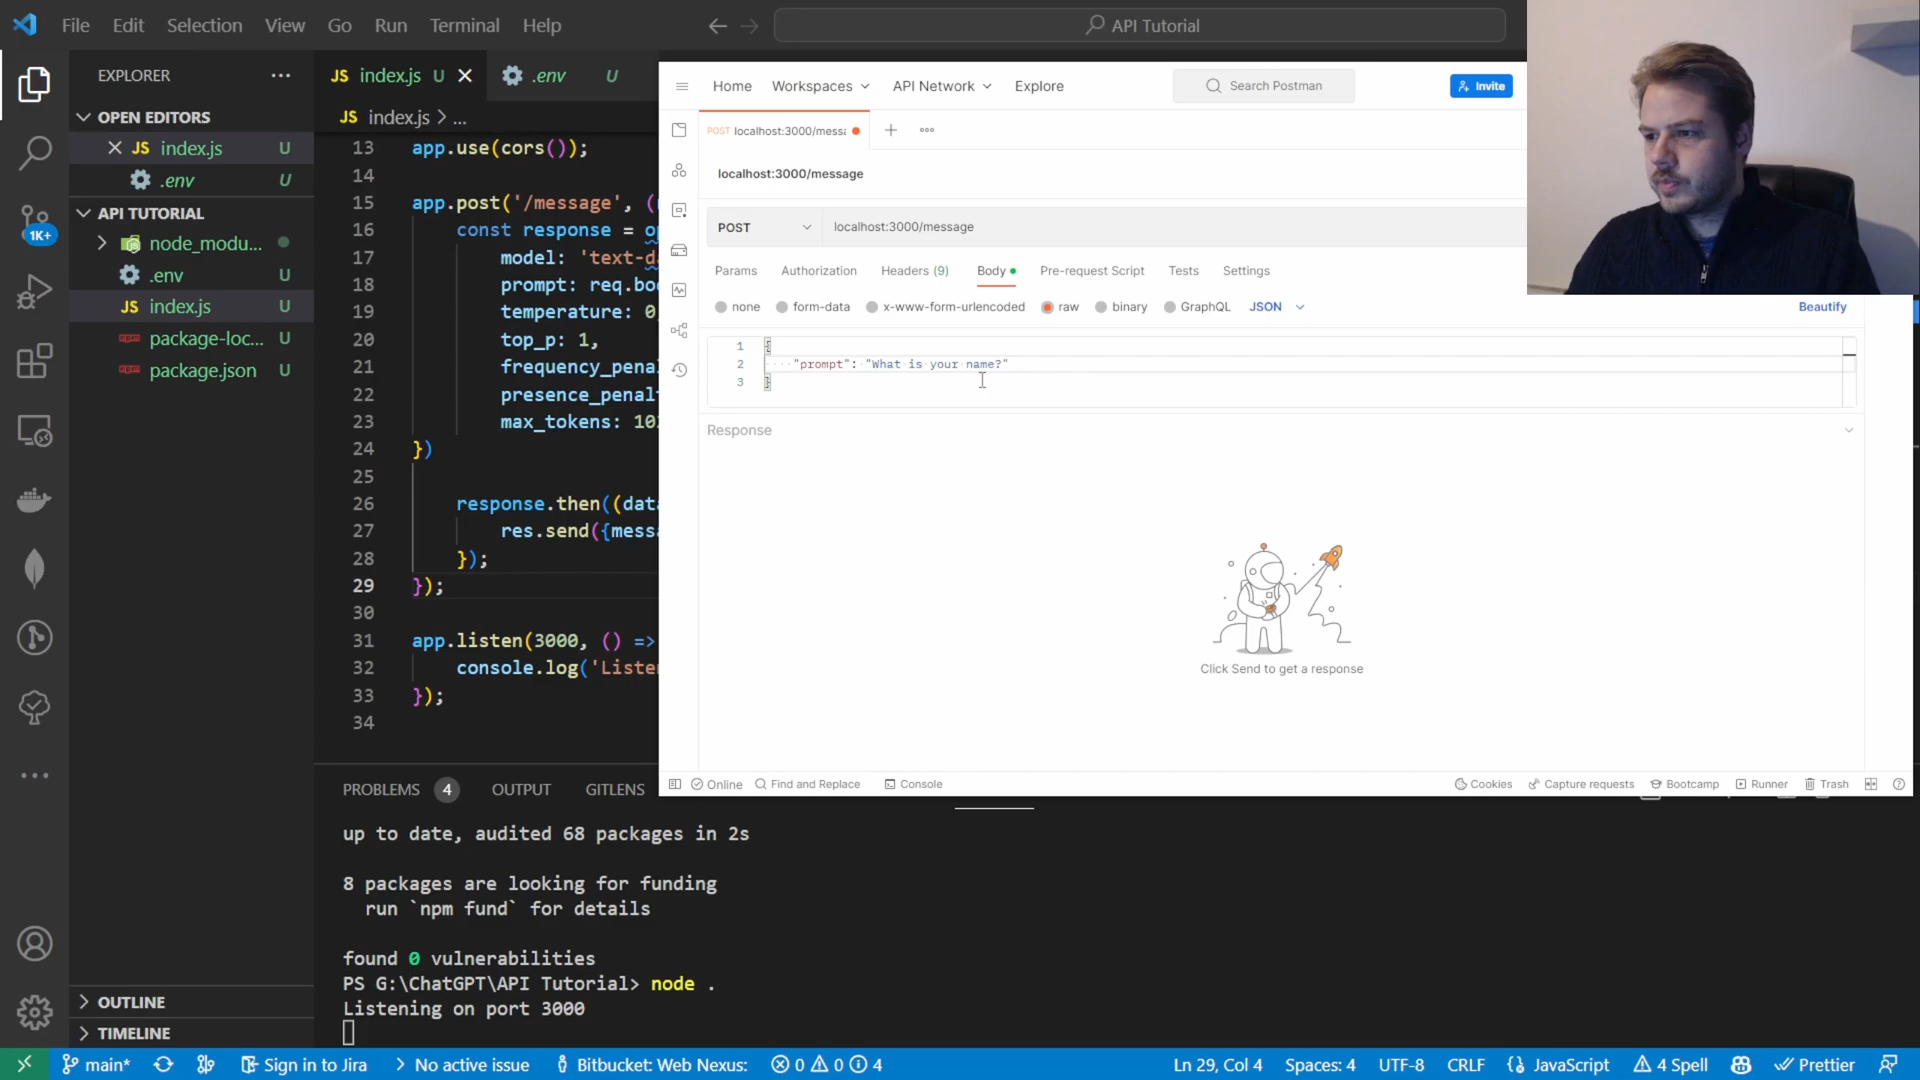 File Edit Selection View Go Run Terminal Help
API Tutorial
EXPLORER
OPEN EDITORS
index.js U
.env U
API TUTORIAL
node_modu...
.env U
index.js U
package-loc... U
package.json U
OUTLINE
TIMELINE
1K+
index.js U
.env U
index.js > ...
13 app.use(cors());
14
15 app.post('/message', (
16 const response =
17 model: 'text-d
18 prompt: req.bo
19 temperature: 0
20 top_p: 1,
21 frequency_pena
22 presence_penal
23 max_tokens: 10
24 })
25
26 response.then((data
27 res.send({mess
28 });
29 });
30
31 app.listen(3000, () =>
32 console.log('Liste
33 });
34
Home Workspaces API Network Explore
Search Postman
Invite
POST localhost:3000/messa
localhost:3000/message
POST localhost:3000/message
Params Authorization Headers (9) Body Pre-request Script Tests Settings
none form-data x-www-form-urlencoded raw binary GraphQL JSON
Beautify
1 {
2 "prompt": "What is your name?"
3 }
Response
Click Send to get a response
Online Find and Replace Console
Cookies Capture requests Bootcamp Runner Trash
PROBLEMS 4 OUTPUT GITLENS
up to date, audited 68 packages in 2s
8 packages are looking for funding
run `npm fund` for details
found 0 vulnerabilities
PS G:\ChatGPT\API Tutorial> node .
Listening on port 3000
main* Sign in to Jira No active issue Bitbucket: Web Nexus: 0 0 4
Ln 29, Col 4 Spaces: 4 UTF-8 CRLF JavaScript 4 Spell Prettier